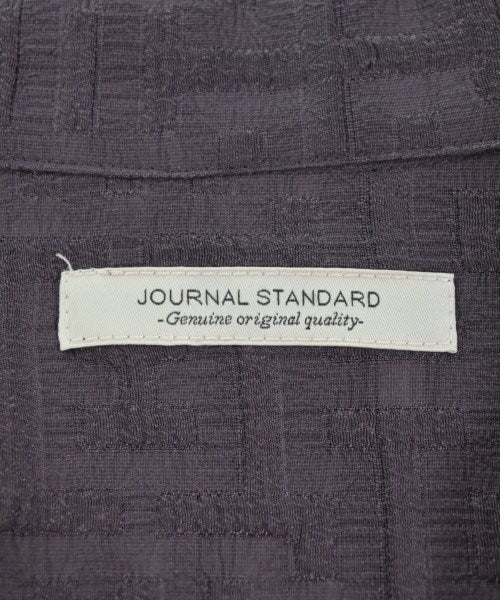 JOURNAL STANDARD
-Genuine original quality-